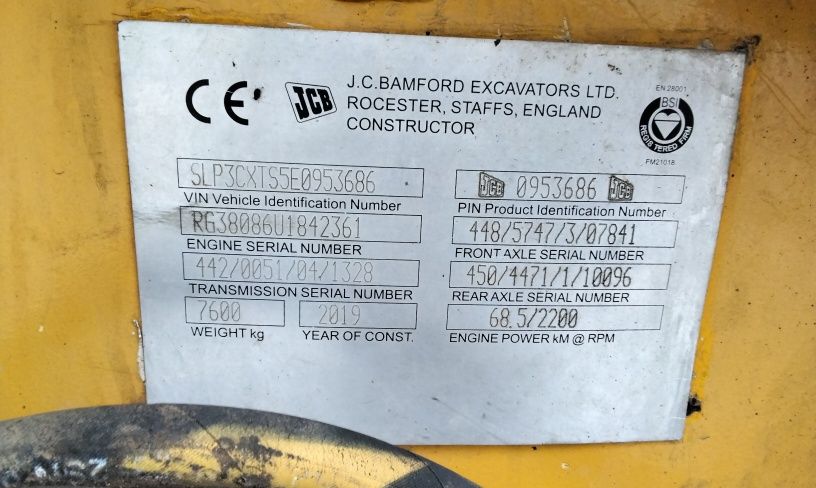 CE
JCB
J.C.BAMFORD EXCAVATORS LTD.
ROCESTER, STAFFS, ENGLAND
CONSTRUCTOR
EN 28001
BSI
REGISTERED FIRM
FM21018
SLP3CXTS5E0953686
VIN Vehicle Identification Number
JCB 0953686 JCB
PIN Product Identification Number
RG38086U1842361
ENGINE SERIAL NUMBER
448/5747/3/07841
FRONT AXLE SERIAL NUMBER
442/0051/04/1328
TRANSMISSION SERIAL NUMBER
450/4471/1/10096
REAR AXLE SERIAL NUMBER
7600
WEIGHT kg
2019
YEAR OF CONST.
68.5/2200
ENGINE POWER kM @ RPM